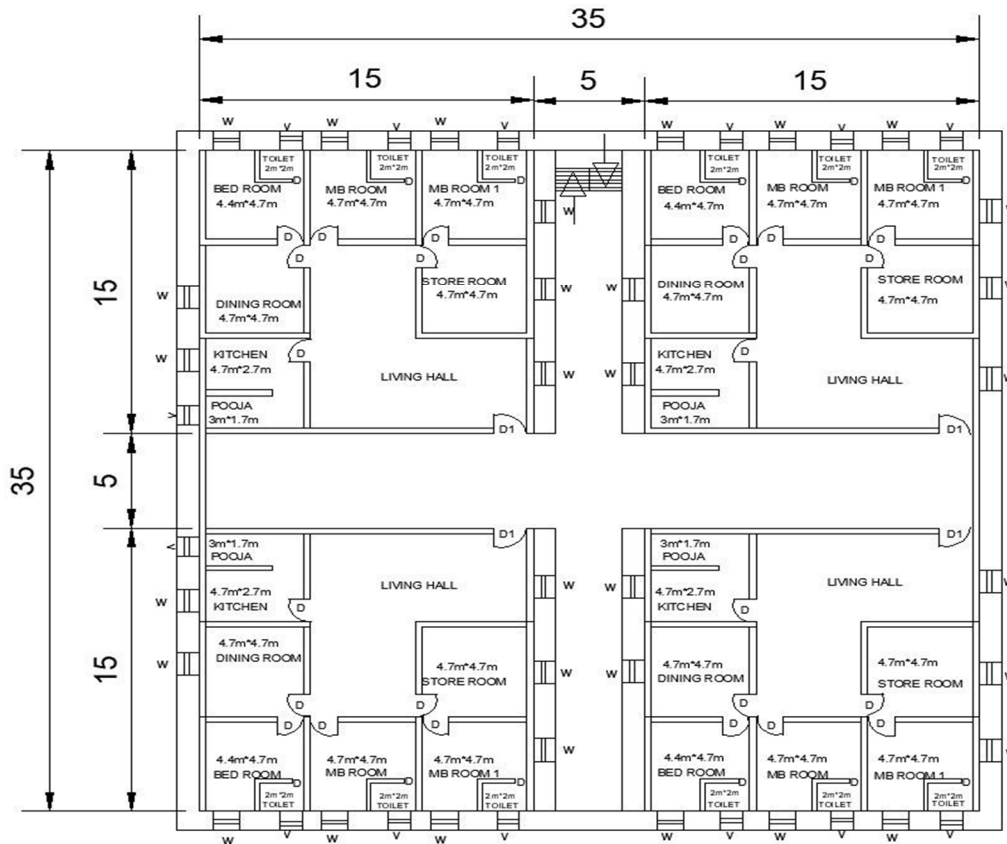 35
15 5 15
W V W V W V W V W V W V
TOILET TOILET TOILET TOILET TOILET TOILET
2m*2m 2m*2m 2m*2m 2m*2m 2m*2m 2m*2m
D D D D D D
BED ROOM MB ROOM MB ROOM 1 BED ROOM MB ROOM MB ROOM 1
4.4m*4.7m 4.7m*4.7m 4.7m*4.7m 4.4m*4.7m 4.7m*4.7m 4.7m*4.7m
W W
D D D D D D
D D D D
STORE ROOM STORE ROOM
4.7m*4.7m 4.7m*4.7m
DINING ROOM DINING ROOM
4.7m*4.7m 4.7m*4.7m
15
W W W W
KITCHEN D KITCHEN D
4.7m*2.7m 4.7m*2.7m
W W W W
LIVING HALL LIVING HALL
POOJA POOJA
3m*1.7m 3m*1.7m
V
D1 D1
35
5
D1 D1
V
3m*1.7m 3m*1.7m
POOJA POOJA
LIVING HALL LIVING HALL
W W W W
4.7m*2.7m 4.7m*2.7m
KITCHEN D KITCHEN D
15
4.7m*4.7m 4.7m*4.7m
DINING ROOM DINING ROOM
W W W W
4.7m*4.7m 4.7m*4.7m
STORE ROOM STORE ROOM
D D D D
D D D D D D
W W
4.4m*4.7m 4.7m*4.7m 4.7m*4.7m 4.4m*4.7m 4.7m*4.7m 4.7m*4.7m
BED ROOM MB ROOM MB ROOM 1 BED ROOM MB ROOM MB ROOM 1
D D D D D D
2m*2m 2m*2m 2m*2m 2m*2m 2m*2m 2m*2m
TOILET TOILET TOILET TOILET TOILET TOILET
W V W V W V W V W V W V